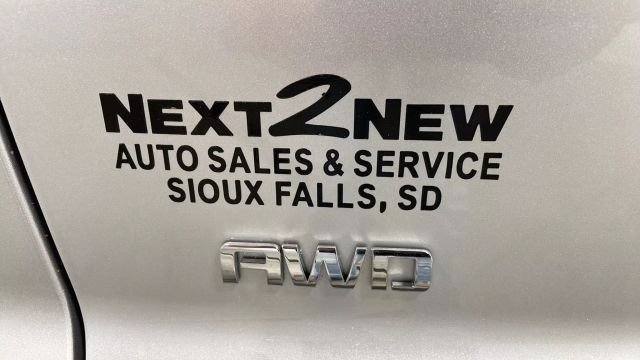 NEXT2NEW
AUTO SALES & SERVICE
SIOUX FALLS, SD
AWD